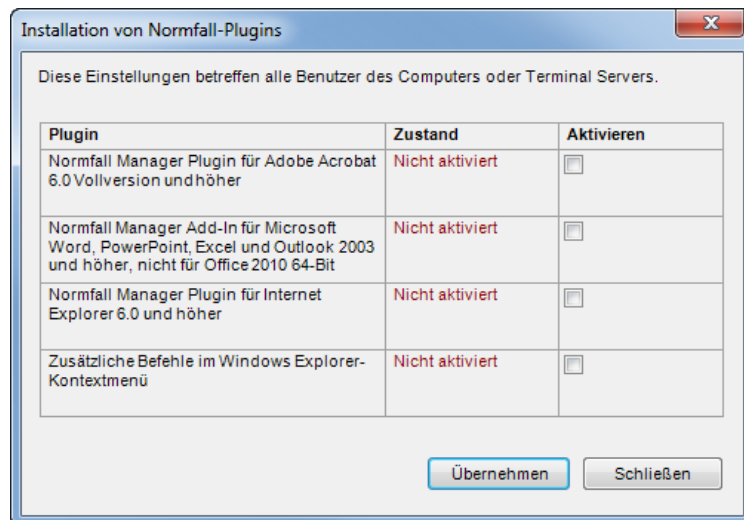 Installation von Normfall-Plugins
Diese Einstellungen betreffen alle Benutzer des Computers oder Terminal Servers.
Plugin Zustand Aktivieren
Normfall Manager Plugin für Adobe Acrobat Nicht aktiviert
6.0 Vollversion und höher
Normfall Manager Add-In für Microsoft Nicht aktiviert
Word, PowerPoint, Excel und Outlook 2003
und höher, nicht für Office 2010 64-Bit
Normfall Manager Plugin für Internet Nicht aktiviert
Explorer 6.0 und höher
Zusätzliche Befehle im Windows Explorer- Nicht aktiviert
Kontextmenü
Übernehmen Schließen